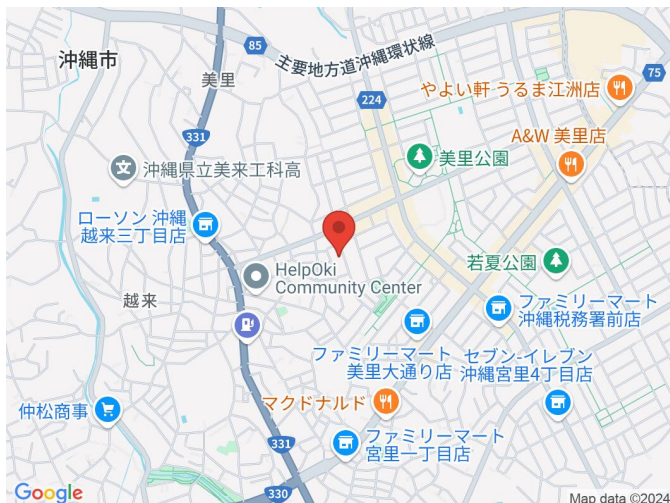 沖縄市
85
主要地方道沖縄環状線
75
美里
やよい軒 うるま江洲店
224
331
A&W 美里店
美里公園
沖縄県立美来工科高
ローソン 沖縄
越来三丁目店
若夏公園
HelpOki
Community Center
越来
ファミリーマート
沖縄税務署前店
ファミリーマート
美里大通り店
セブン-イレブン
沖縄宮里4丁目店
仲松商事
マクドナルド
331
ファミリーマート
宮里一丁目店
330
Google
Map data ©2024